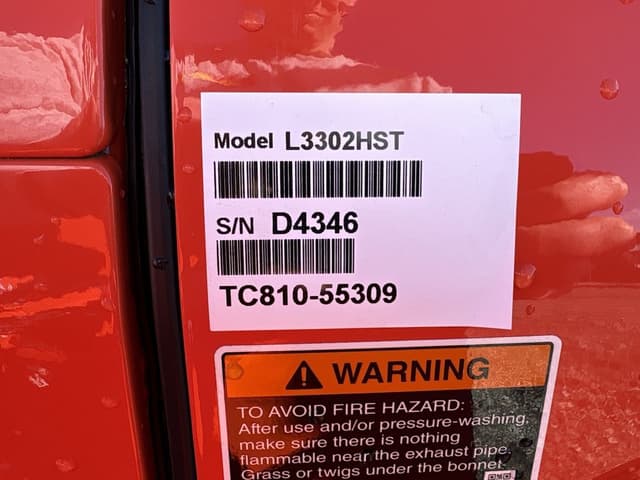 Model L3302HST
S/N D4346
TC810-55309
WARNING
TO AVOID FIRE HAZARD:
After use and/or pressure-washing,
make sure there is nothing
flammable near the exhaust pipe.
Grass or twigs under the bonnet